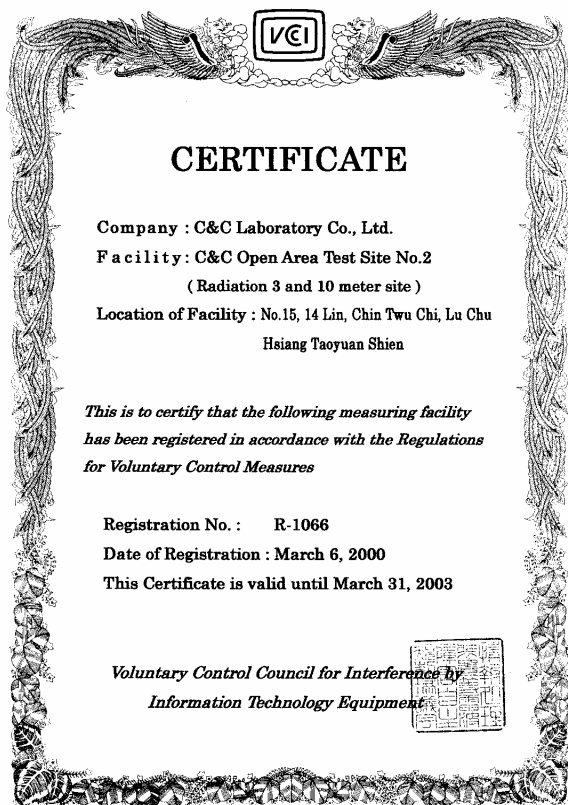 VCCI
CERTIFICATE
Company : C&C Laboratory Co., Ltd.
Facility : C&C Open Area Test Site No.2
( Radiation 3 and 10 meter site )
Location of Facility : No.15, 14 Lin, Chin Twu Chi, Lu Chu
Hsiang Taoyuan Shien
This is to certify that the following measuring facility
has been registered in accordance with the Regulations
for Voluntary Control Measures
Registration No. : R-1066
Date of Registration : March 6, 2000
This Certificate is valid until March 31, 2003
Voluntary Control Council for Interference by
Information Technology Equipment